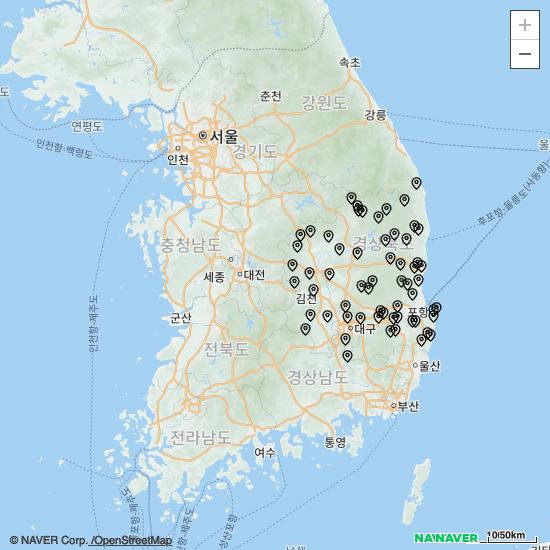 +
−
속초
춘천
강원도
강릉
도
연평도
서울
인천
경기도
인천항-백령도
울
후포항-울릉도(사동항)
충청남도
경상북도
세종
대전
김천
인천항-제주도
군산
포항
대구
전라북도
경상남도
울산
부산
전라남도
여수
통영
© NAVER Corp. /OpenStreetMap
NAVER
10/50km